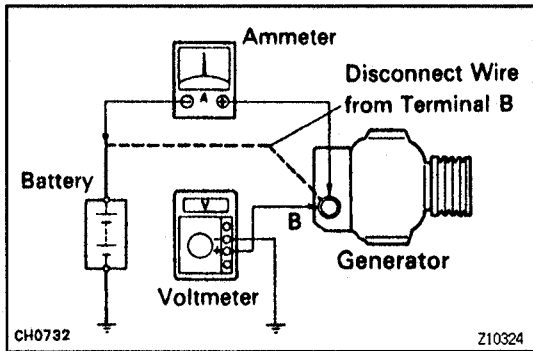 Ammeter
Disconnect Wire
from Terminal B
⊖ A ⊕
Battery
V
B
Generator
Voltmeter
CH0732
Z10324